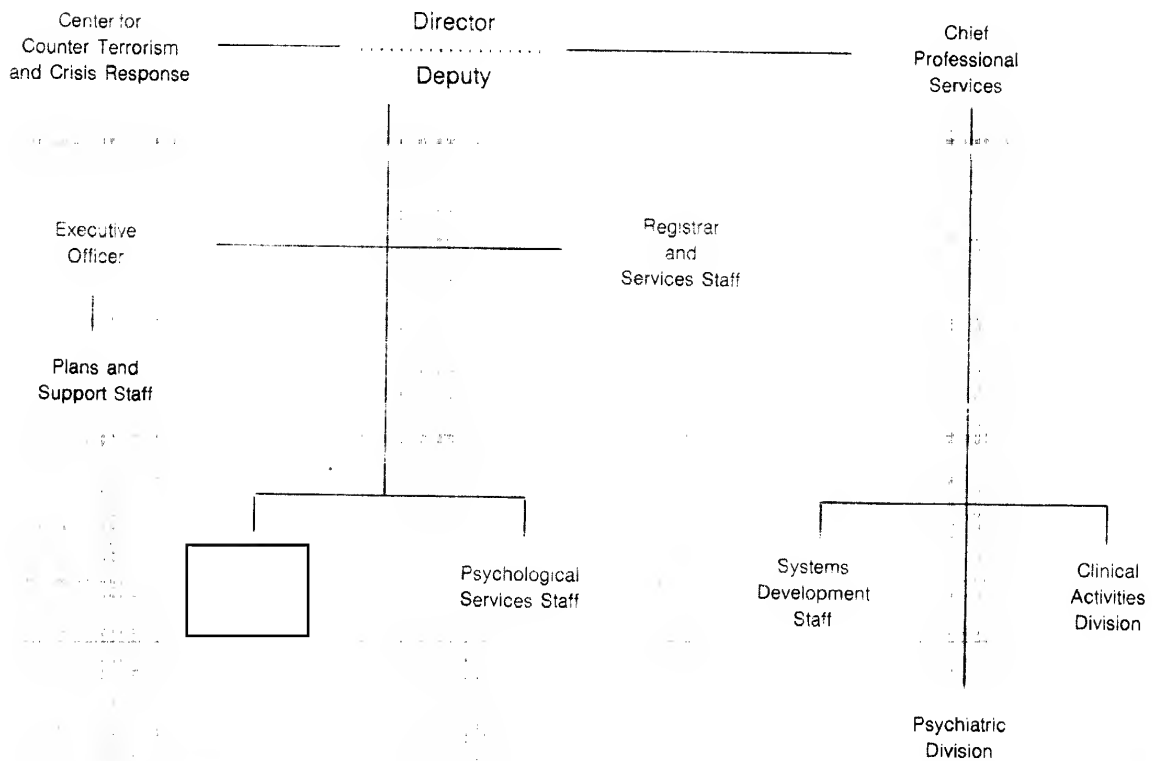 Center for
Counter Terrorism
and Crisis Response
Director
Deputy
Chief
Professional
Services
Executive
Officer
Registrar
and
Services Staff
Plans and
Support Staff
Psychological
Services Staff
Systems
Development
Staff
Clinical
Activities
Division
Psychiatric
Division